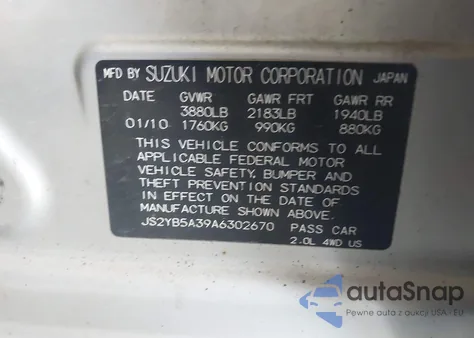 MFD BY SUZUKI MOTOR CORPORATION JAPAN
DATE GVWR GAWR FRT GAWR RR
3880LB 2183LB 1940LB
01/10 1760KG 990KG 880KG
THIS VEHICLE CONFORMS TO ALL
APPLICABLE FEDERAL MOTOR
VEHICLE SAFETY, BUMPER AND
THEFT PREVENTION STANDARDS
IN EFFECT ON THE DATE OF
MANUFACTURE SHOWN ABOVE.
JS2YB5A39A6302670 PASS CAR
2.0L 4WD US
autoSnap
Pewne auta z aukcji USA i EU